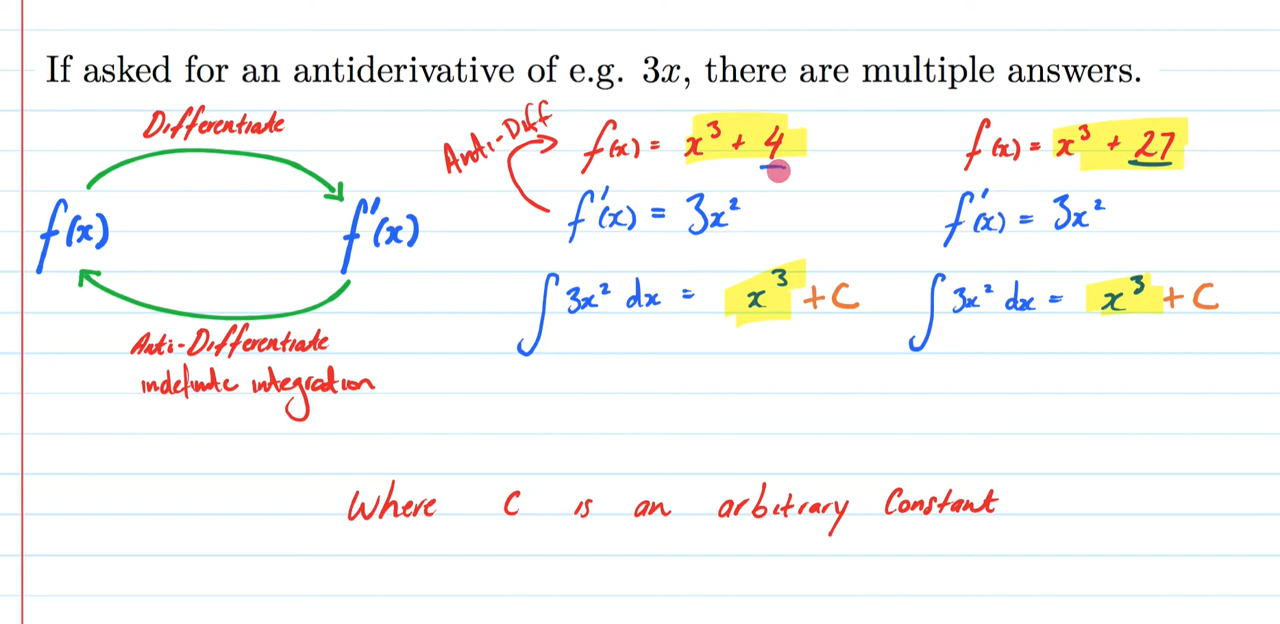 If asked for an antiderivative of e.g. 3x, there are multiple answers.
Differentiate
f(x)
f'(x)
Anti-Differentiate
indefinite integration
Anti-Diff
f(x) = x³ + 4
f'(x) = 3x²
∫ 3x² dx = x³ + C
f(x) = x³ + 27
f'(x) = 3x²
∫ 3x² dx = x³ + C
Where C is an arbitrary Constant